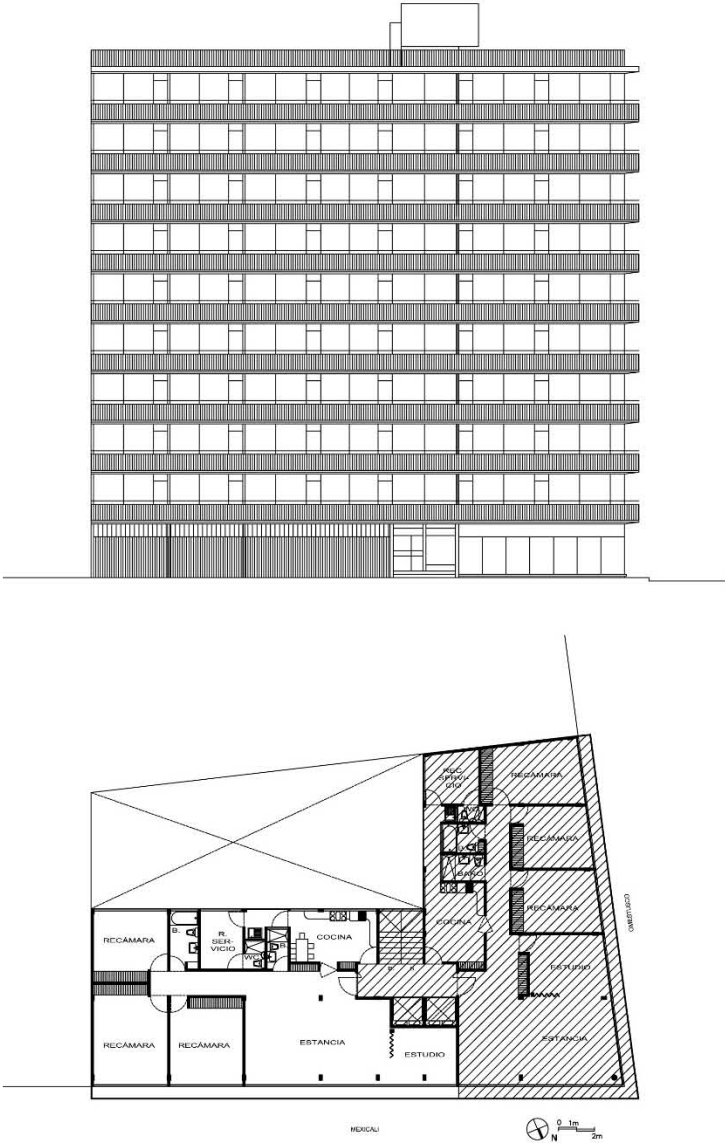 REC.
SERVI-
CIO
RECÁMARA
WC
RECÁMARA
BAÑO
RECÁMARA
COCINA
ESTUDIO
ESTANCIA
RECÁMARA
B.
R.
SER-
VICIO
WC
B.
COCINA
RECÁMARA
RECÁMARA
ESTANCIA
ESTUDIO
MEXICALI
N
0 1m
2m